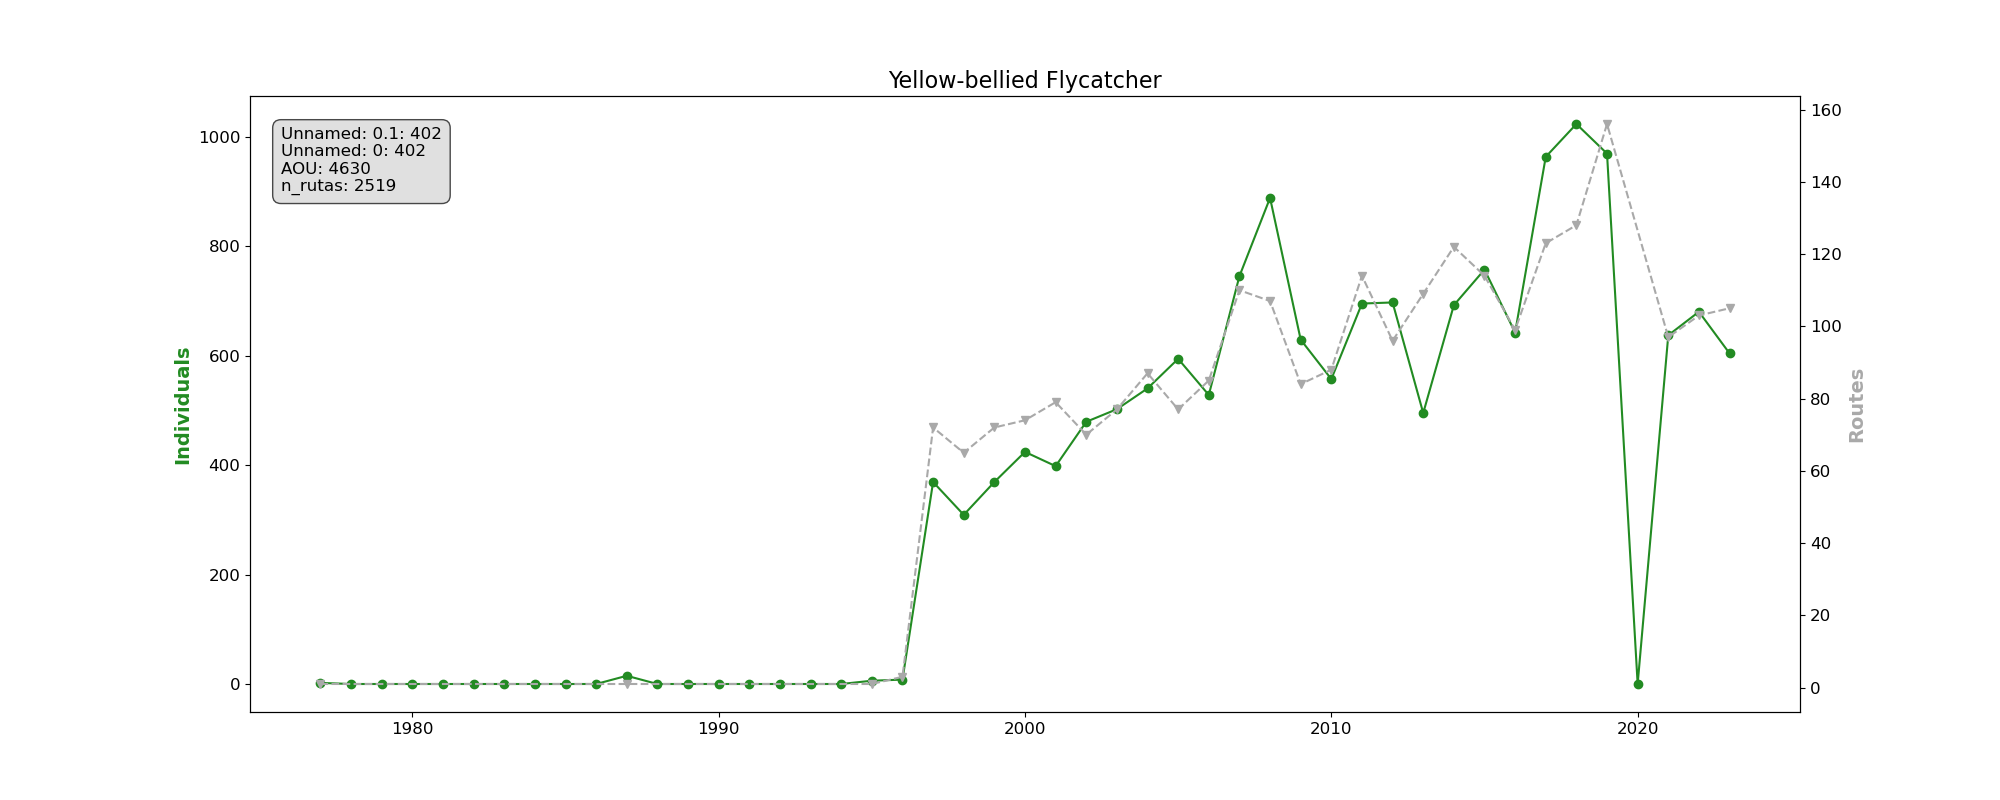 Yellow-bellied Flycatcher
Unnamed: 0.1: 402
Unnamed: 0: 402
AOU: 4630
n_rutas: 2519
Individuals
1000
800
600
400
200
0
160
140
120
100
80
60
40
20
0
Routes
1980 1990 2000 2010 2020